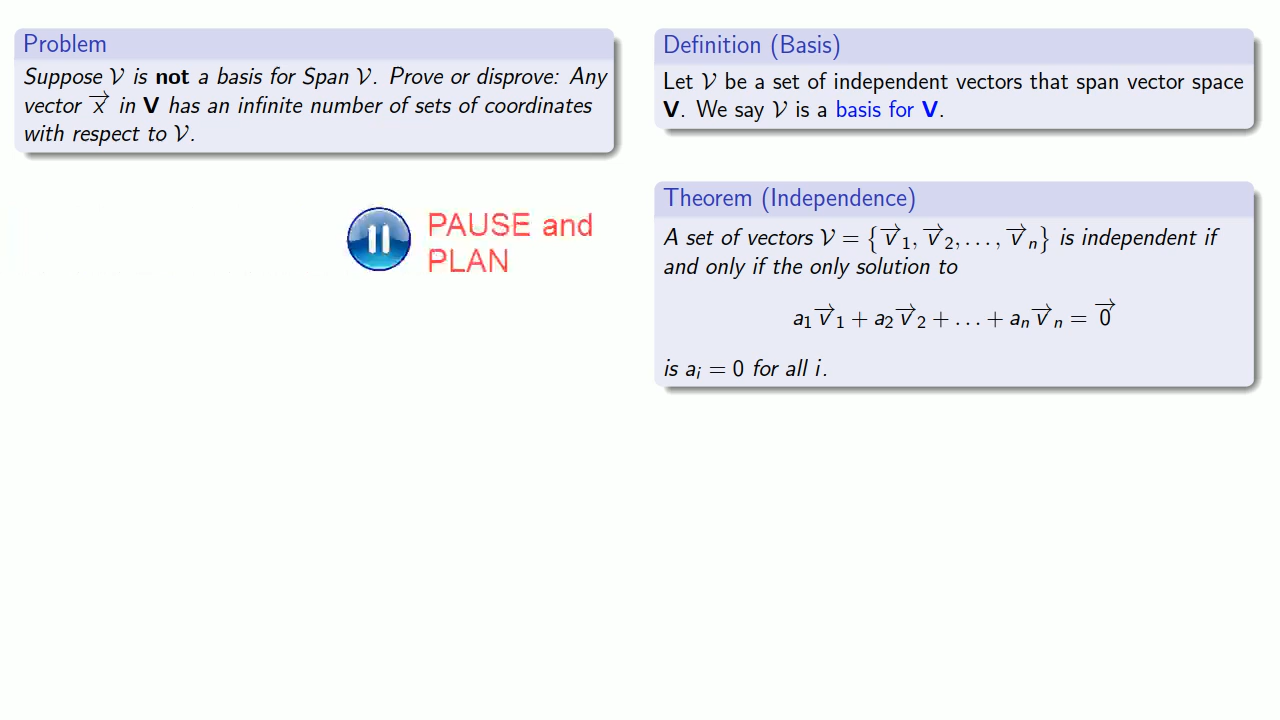 Problem
Suppose 𝒱 is not a basis for Span 𝒱. Prove or disprove: Any
vector x⃗ in V has an infinite number of sets of coordinates
with respect to 𝒱.
PAUSE and
PLAN
Definition (Basis)
Let 𝒱 be a set of independent vectors that span vector space
V. We say 𝒱 is a basis for V.
Theorem (Independence)
A set of vectors 𝒱 = {v⃗₁, v⃗₂, . . . , v⃗ₙ} is independent if
and only if the only solution to
a₁v⃗₁ + a₂v⃗₂ + . . . + aₙv⃗ₙ = 0⃗
is aᵢ = 0 for all i.